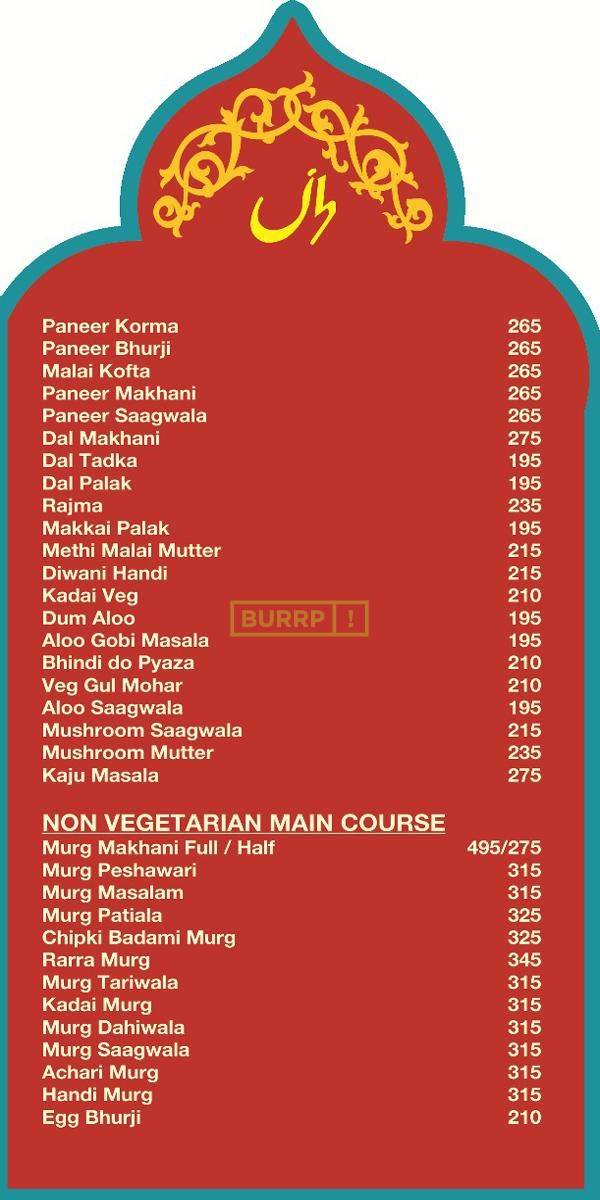 Paneer Korma 265
Paneer Bhurji 265
Malai Kofta 265
Paneer Makhani 265
Paneer Saagwala 265
Dal Makhani 275
Dal Tadka 195
Dal Palak 195
Rajma 235
Makkai Palak 195
Methi Malai Mutter 215
Diwani Handi 215
Kadai Veg 210
Dum Aloo 195
BURRP !
Aloo Gobi Masala 195
Bhindi do Pyaza 210
Veg Gul Mohar 210
Aloo Saagwala 195
Mushroom Saagwala 215
Mushroom Mutter 235
Kaju Masala 275
NON VEGETARIAN MAIN COURSE
Murg Makhani Full / Half 495/275
Murg Peshawari 315
Murg Masalam 315
Murg Patiala 325
Chipki Badami Murg 325
Rarra Murg 345
Murg Tariwala 315
Kadai Murg 315
Murg Dahiwala 315
Murg Saagwala 315
Achari Murg 315
Handi Murg 315
Egg Bhurji 210